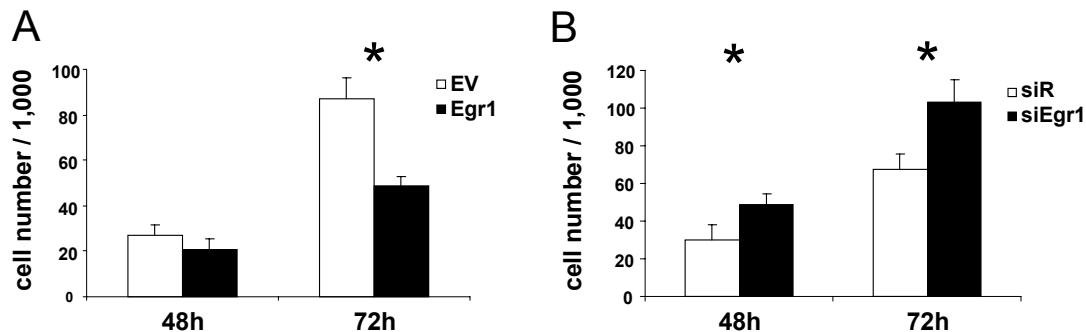 A
cell number / 1,000
100
80
60
40
20
0
*
EV
Egr1
48h
72h
B
cell number / 1,000
120
100
80
60
40
20
0
*
*
siR
siEgr1
48h
72h